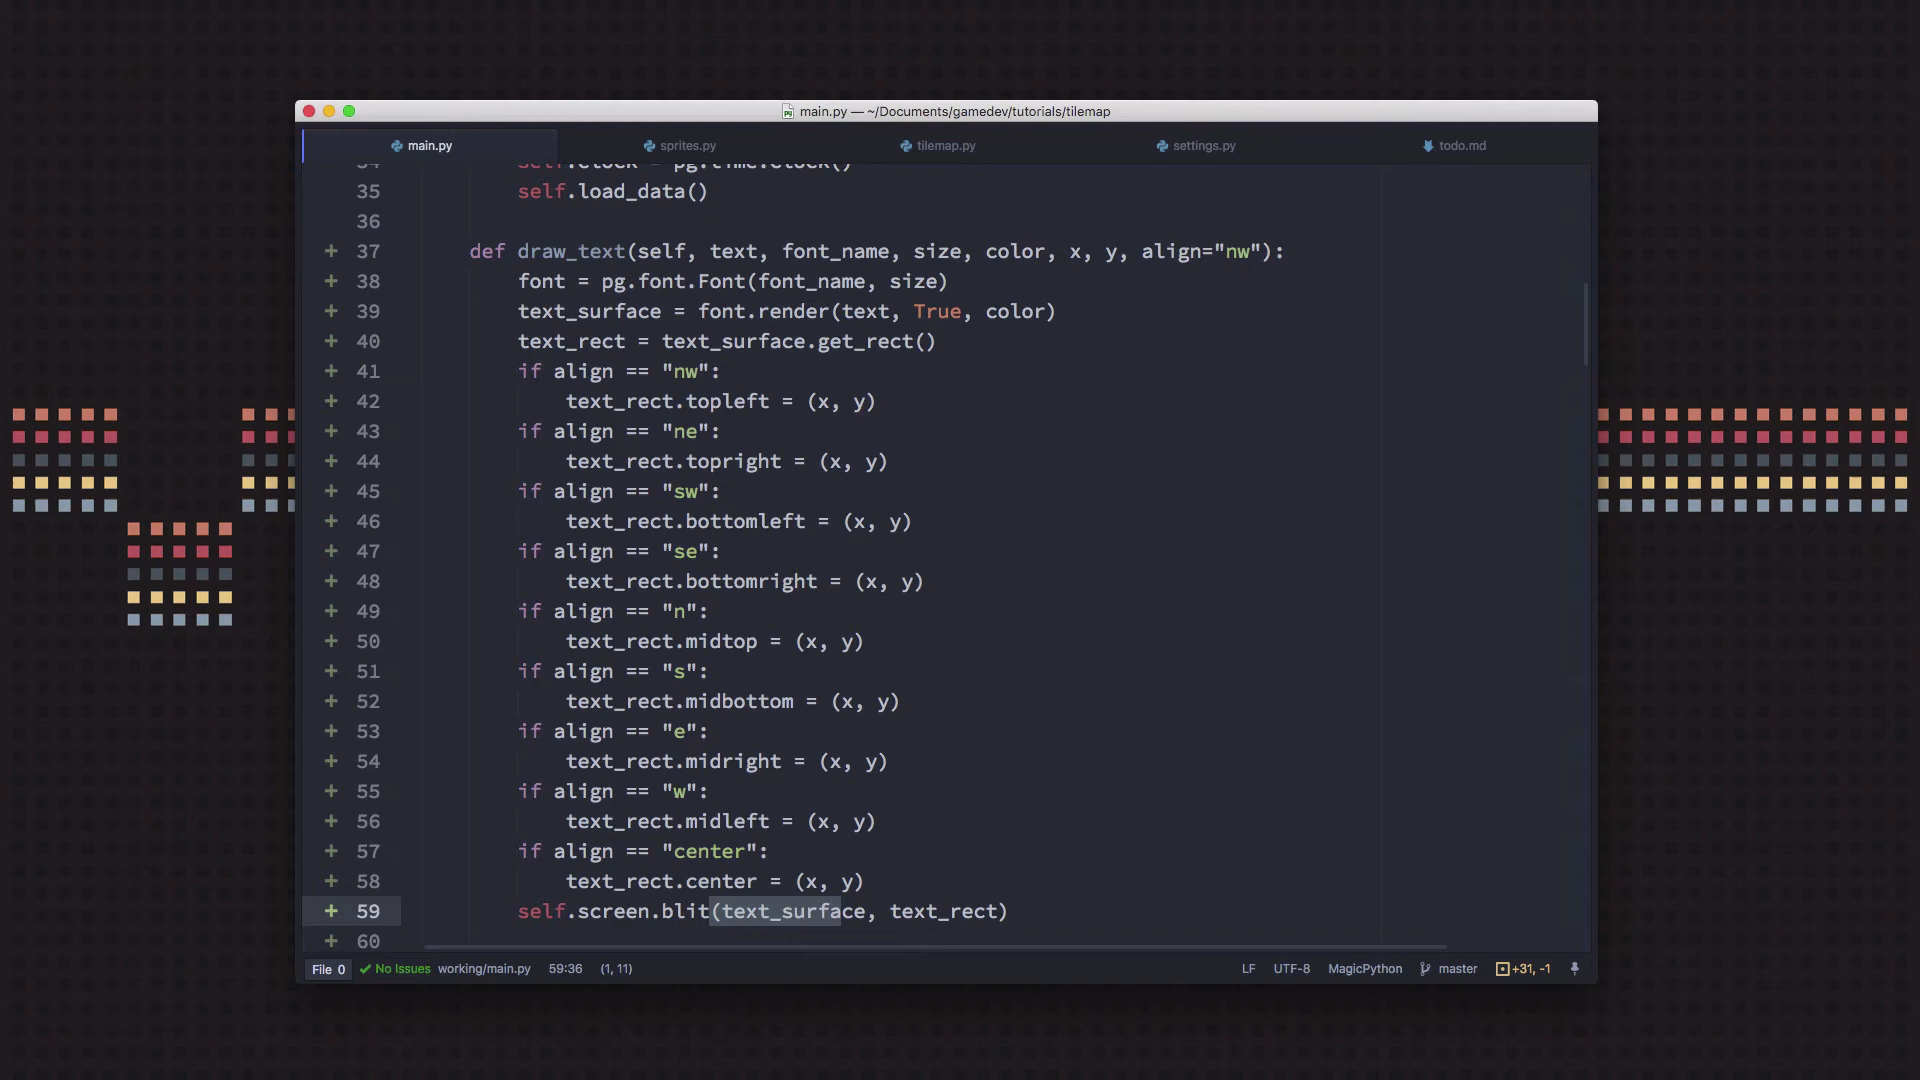 main.py — ~/Documents/gamedev/tutorials/tilemap
main.py sprites.py tilemap.py settings.py todo.md
34 self.clock = pg.time.Clock()
35 self.load_data()
36
+ 37 def draw_text(self, text, font_name, size, color, x, y, align="nw"):
+ 38 font = pg.font.Font(font_name, size)
+ 39 text_surface = font.render(text, True, color)
+ 40 text_rect = text_surface.get_rect()
+ 41 if align == "nw":
+ 42 text_rect.topleft = (x, y)
+ 43 if align == "ne":
+ 44 text_rect.topright = (x, y)
+ 45 if align == "sw":
+ 46 text_rect.bottomleft = (x, y)
+ 47 if align == "se":
+ 48 text_rect.bottomright = (x, y)
+ 49 if align == "n":
+ 50 text_rect.midtop = (x, y)
+ 51 if align == "s":
+ 52 text_rect.midbottom = (x, y)
+ 53 if align == "e":
+ 54 text_rect.midright = (x, y)
+ 55 if align == "w":
+ 56 text_rect.midleft = (x, y)
+ 57 if align == "center":
+ 58 text_rect.center = (x, y)
+ 59 self.screen.blit(text_surface, text_rect)
+ 60
File 0 No Issues working/main.py 59:36 (1, 11) LF UTF-8 MagicPython master +31, -1